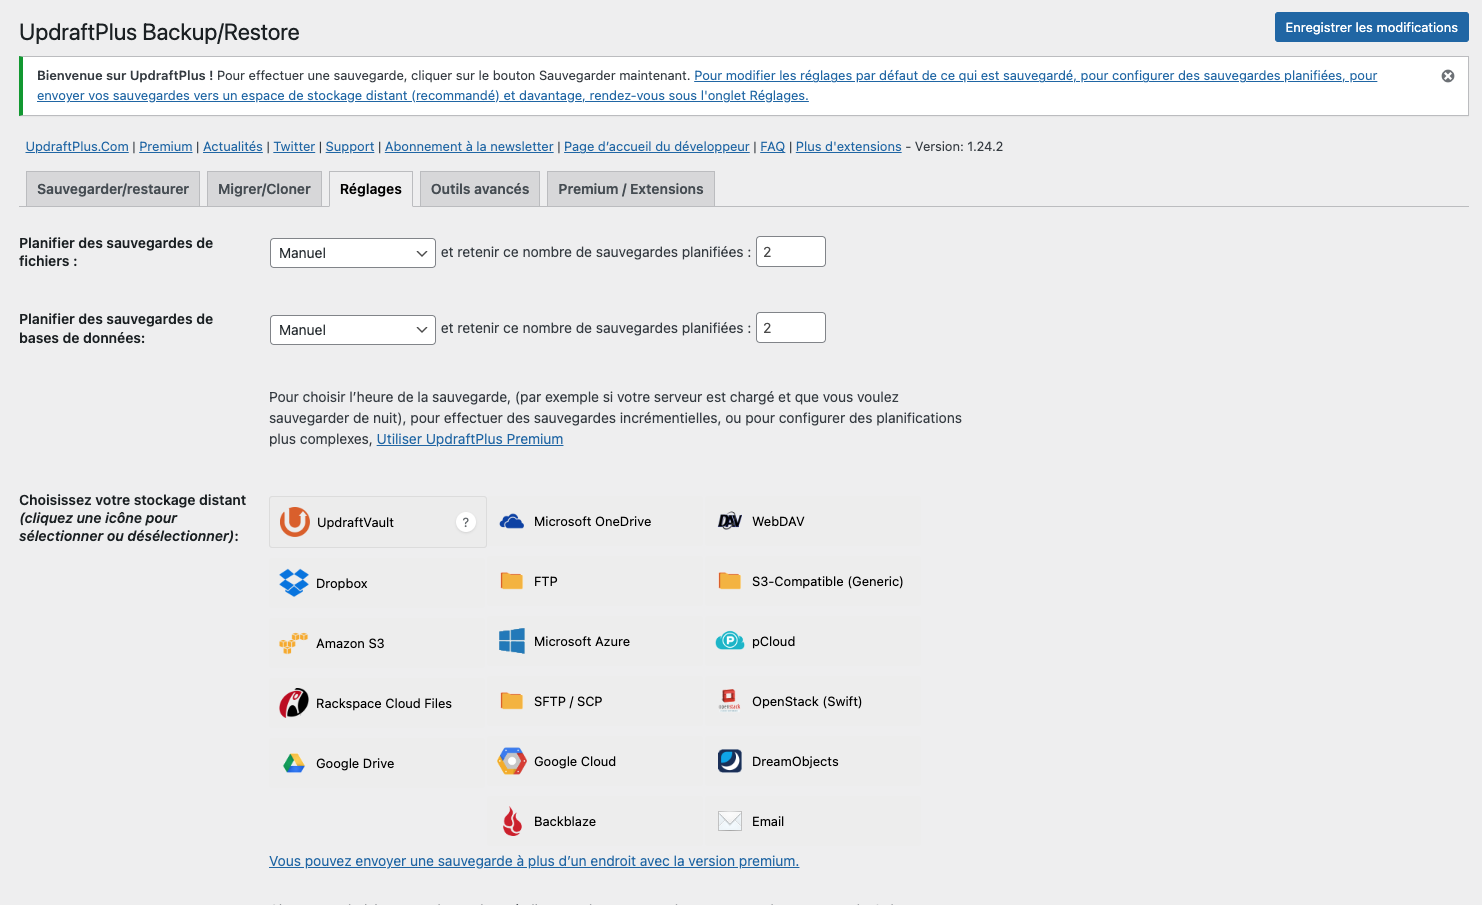 UpdraftPlus Backup/Restore
Enregistrer les modifications
Bienvenue sur UpdraftPlus ! Pour effectuer une sauvegarde, cliquer sur le bouton Sauvegarder maintenant. Pour modifier les réglages par défaut de ce qui est sauvegardé, pour configurer des sauvegardes planifiées, pour
envoyer vos sauvegardes vers un espace de stockage distant (recommandé) et davantage, rendez-vous sous l'onglet Réglages.
UpdraftPlus.Com | Premium | Actualités | Twitter | Support | Abonnement à la newsletter | Page d’accueil du développeur | FAQ | Plus d'extensions - Version: 1.24.2
Sauvegarder/restaurer
Migrer/Cloner
Réglages
Outils avancés
Premium / Extensions
Planifier des sauvegardes de
fichiers :
Manuel
et retenir ce nombre de sauvegardes planifiées :
2
Planifier des sauvegardes de
bases de données:
Manuel
et retenir ce nombre de sauvegardes planifiées :
2
Pour choisir l’heure de la sauvegarde, (par exemple si votre serveur est chargé et que vous voulez
sauvegarder de nuit), pour effectuer des sauvegardes incrémentielles, ou pour configurer des planifications
plus complexes, Utiliser UpdraftPlus Premium
Choisissez votre stockage distant
(cliquez une icône pour
sélectionner ou désélectionner):
UpdraftVault
?
Microsoft OneDrive
DAV
WebDAV
Dropbox
FTP
S3-Compatible (Generic)
Amazon S3
Microsoft Azure
pCloud
Rackspace Cloud Files
SFTP / SCP
openstack
OpenStack (Swift)
Google Drive
Google Cloud
DreamObjects
Backblaze
Email
Vous pouvez envoyer une sauvegarde à plus d’un endroit avec la version premium.